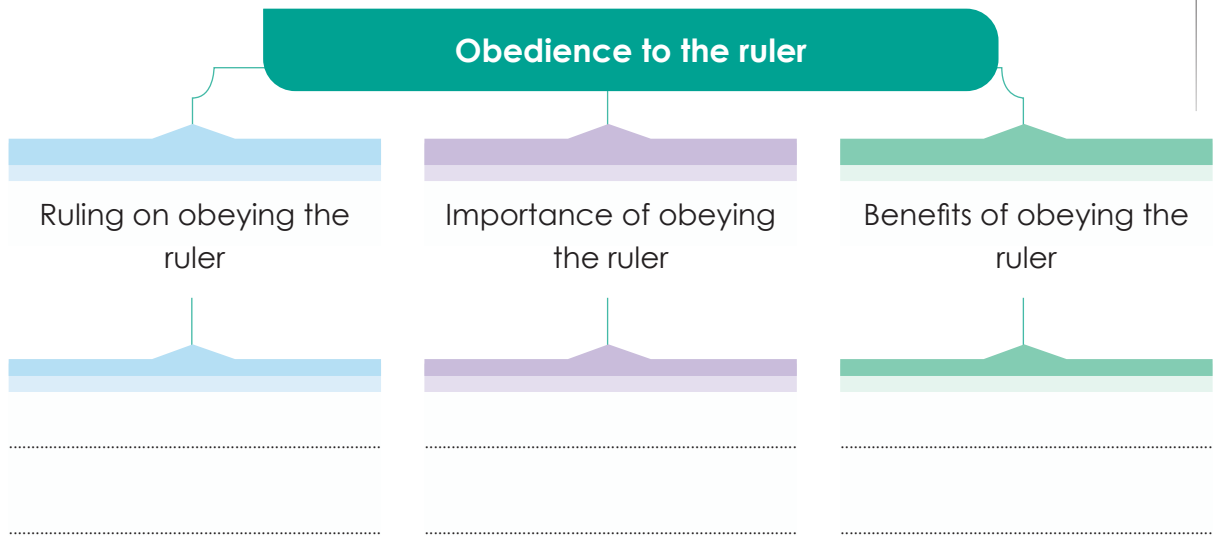 Obedience to the ruler
Ruling on obeying the
ruler
Importance of obeying
the ruler
Benefits of obeying the
ruler